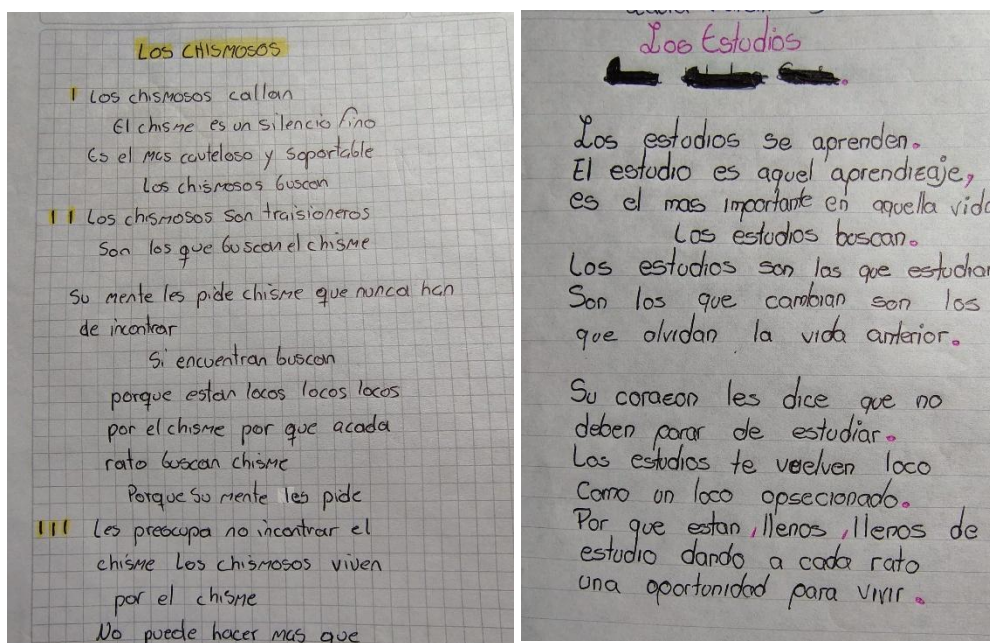 LOS CHISMOSOS
I Los chismosos callan
El chisme es un silencio fino
Es el mas cauteloso y soportable
Los chismosos buscan
II Los chismosos son traisioneros
Son los que buscan el chisme
Su mente les pide chisme que nunca han
de incontrar
Si encuentran buscan
porque estan locos locos locos
por el chisme por que acada
rato buscan chisme
Porque su mente les pide
III Les preocupa no incontrar el
chisme Los chismosos viven
por el chisme
No puede hacer mas que
Los Estudios
Los estudios se aprenden.
El estudio es aquel aprendizaje,
es el mas importante en aquella vida
Los estudios boscan.
Los estudios son las que estudian
Son los que cambian son los
que olvidan la vida anterior.
Su corazon les dice que no
deben parar de estudiar.
Los estudios te vuelven loco
Como un loco opsecionado.
Por que estan, llenos, llenos de
estudio dando a cada rato
una oportunidad para vivir.